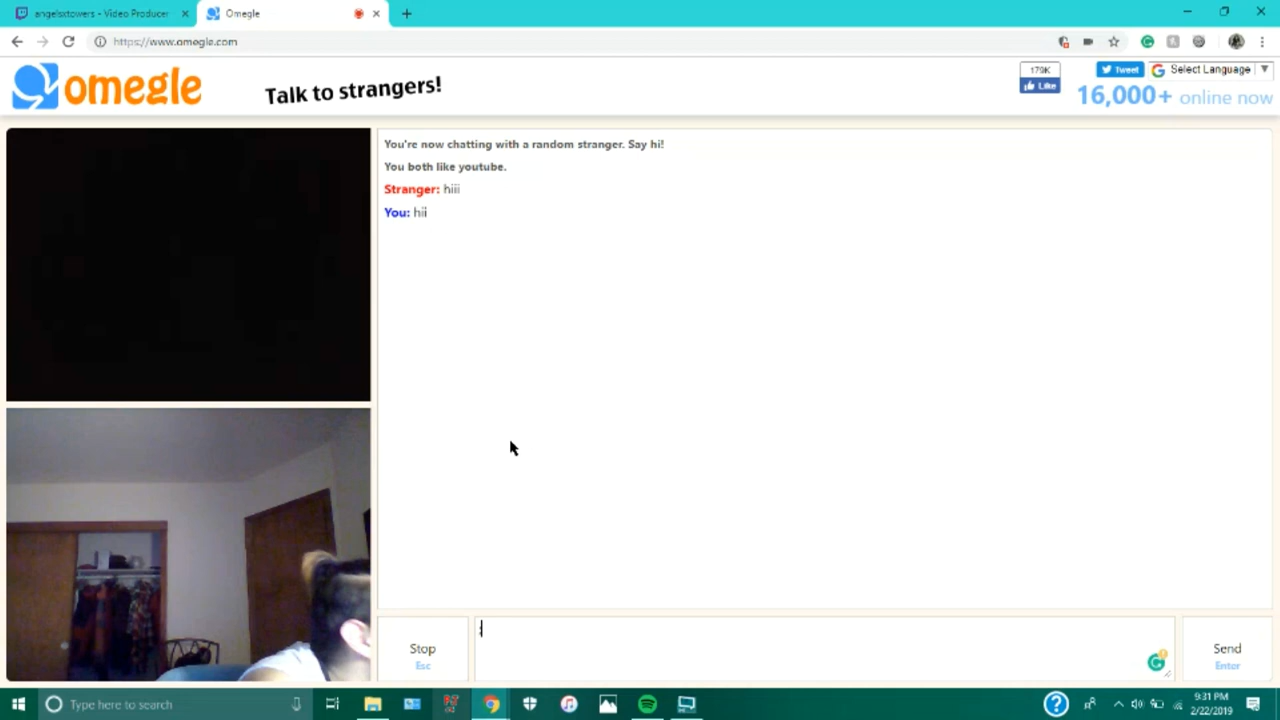 angelsixtowers - Video Producer
Omegle
https://www.omegle.com
omegle
Talk to strangers!
179K
Like
Tweet
Select Language
16,000+ online now
You're now chatting with a random stranger. Say hi!
You both like youtube.
Stranger: hiii
You: hii
Stop
Esc
Send
Enter
Type here to search
9:31 PM
2/22/2019